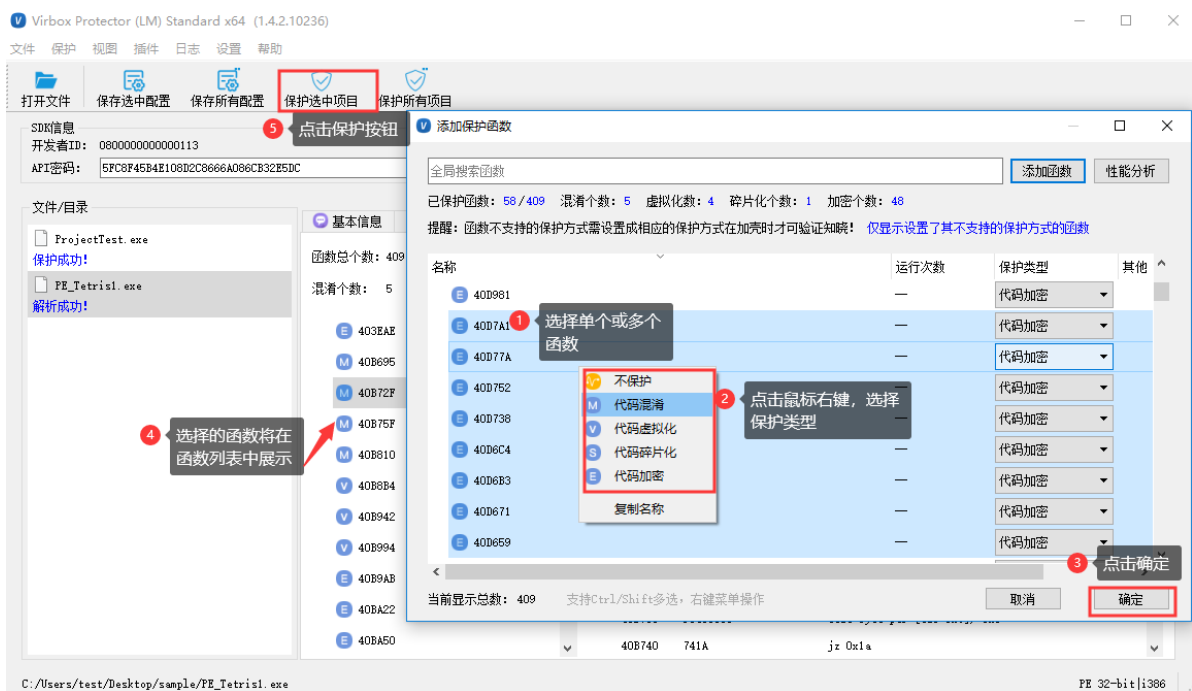 Virbox Protector (LM) Standard x64 (1.4.2.10236)
文件 保护 视图 插件 日志 设置 帮助
打开文件 保存选中配置 保存所有配置 保护选中项目 保护所有项目
5 点击保护按钮
SDK信息
开发者ID: 0800000000000113
API密码: 5FC8F45B4E108D2C8666A086CB32E5DC
文件/目录
ProjectTest.exe
保护成功!
PE_Tetris1.exe
解析成功!
基本信息
函数总个数: 409
混淆个数: 5
E 403EAE
M 40B695
M 40B72F
M 40B75F
M 40B810
V 40B8B4
V 40B942
V 40B994
E 40B9AB
E 40BA22
E 40BA50
4 选择的函数将在
函数列表中展示
添加保护函数
全局搜索函数 添加函数 性能分析
已保护函数: 58/409 混淆个数: 5 虚拟化数: 4 碎片化个数: 1 加密个数: 48
提醒: 函数不支持的保护方式需设置成相应的保护方式在加壳时才可验证知晓! 仅显示设置了其不支持的保护方式的函数
名称 运行次数 保护类型 其他
E 40D981 — 代码加密
E 40D7A1 — 代码加密
E 40D77A — 代码加密
E 40D752 — 代码加密
E 40D738 — 代码加密
E 40D6C4 — 代码加密
E 40D6B3 — 代码加密
E 40D671 — 代码加密
E 40D659 — 代码加密
1 选择单个或多个
函数
不保护
M 代码混淆
V 代码虚拟化
S 代码碎片化
E 代码加密
复制名称
2 点击鼠标右键，选择
保护类型
3 点击确定
当前显示总数: 409 支持Ctrl/Shift多选，右键菜单操作 取消 确定
40B740 741A jz 0x1a
C:/Users/test/Desktop/sample/PE_Tetris1.exe PE 32-bit|i386